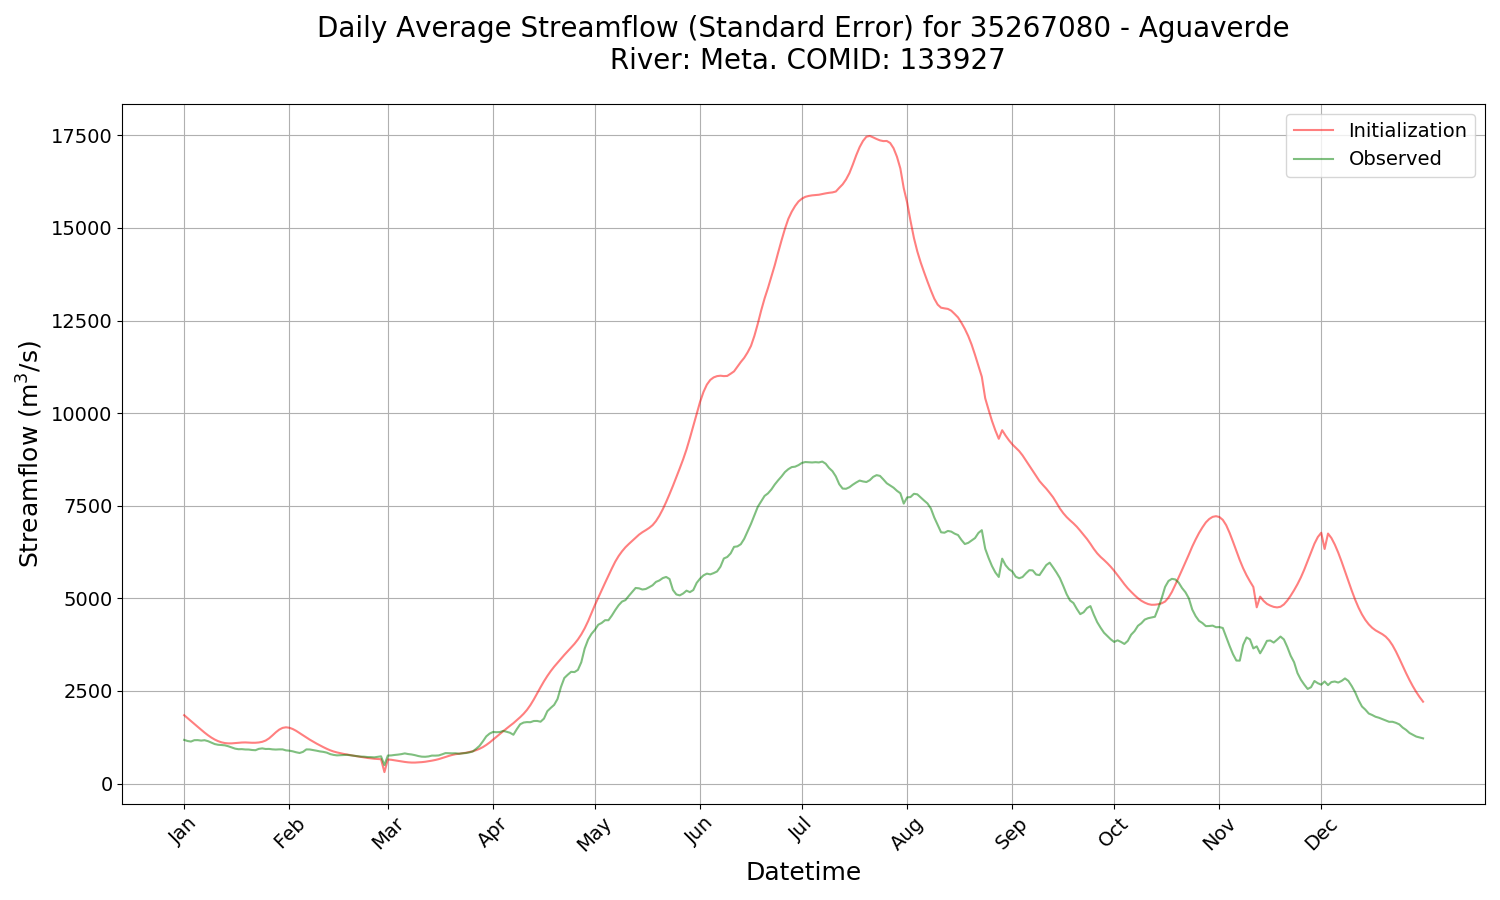 Daily Average Streamflow (Standard Error) for 35267080 - Aguaverde
River: Meta. COMID: 133927
Initialization
Observed
17500
15000
12500
10000
7500
5000
2500
0
Streamflow (m³/s)
Jan
Feb
Mar
Apr
May
Jun
Jul
Aug
Sep
Oct
Nov
Dec
Datetime